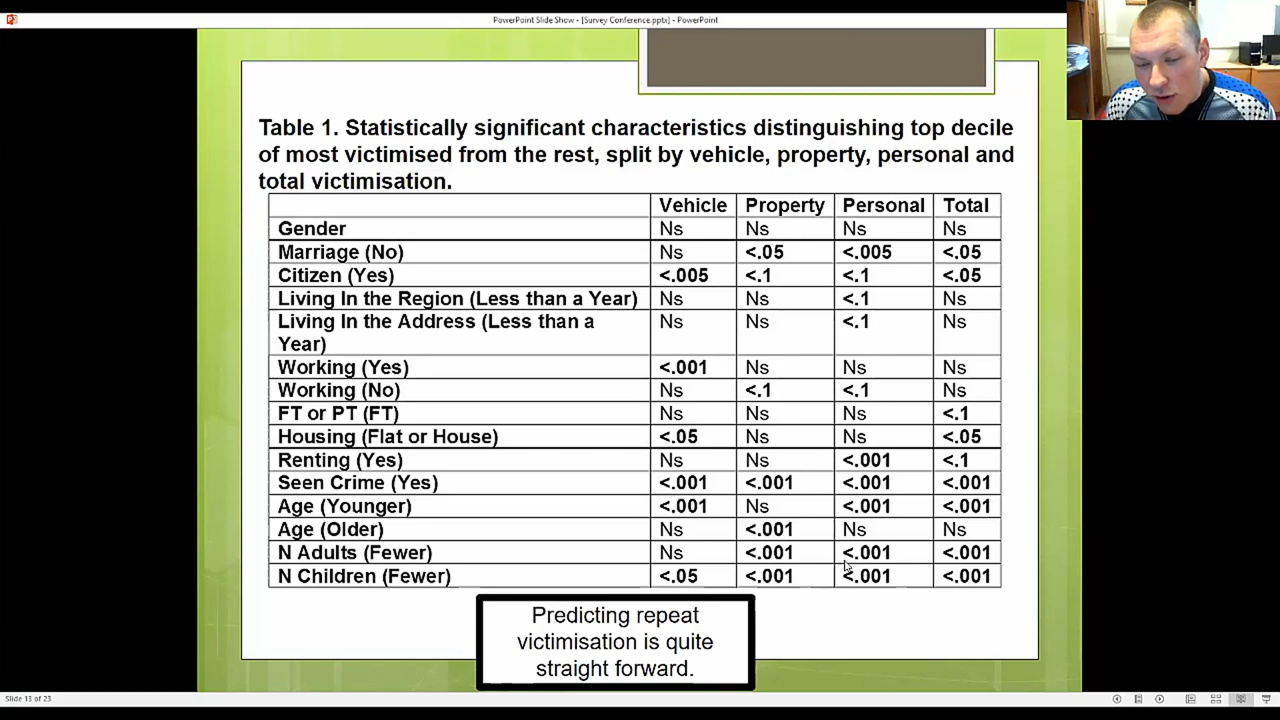 PowerPoint Slide Show - [Survey Conference.pptx] - PowerPoint
Table 1. Statistically significant characteristics distinguishing top decile
of most victimised from the rest, split by vehicle, property, personal and
total victimisation.
Vehicle Property Personal Total
Gender Ns Ns Ns Ns
Marriage (No) Ns <.05 <.005 <.05
Citizen (Yes) <.005 <.1 <.1 <.05
Living In the Region (Less than a Year) Ns Ns <.1 Ns
Living In the Address (Less than a Ns Ns <.1 Ns
Year)
Working (Yes) <.001 Ns Ns Ns
Working (No) Ns <.1 <.1 Ns
FT or PT (FT) Ns Ns Ns <.1
Housing (Flat or House) <.05 Ns Ns <.05
Renting (Yes) Ns Ns <.001 <.1
Seen Crime (Yes) <.001 <.001 <.001 <.001
Age (Younger) <.001 Ns <.001 <.001
Age (Older) Ns <.001 Ns Ns
N Adults (Fewer) Ns <.001 <.001 <.001
N Children (Fewer) <.05 <.001 <.001 <.001
Predicting repeat
victimisation is quite
straight forward.
Slide 13 of 23